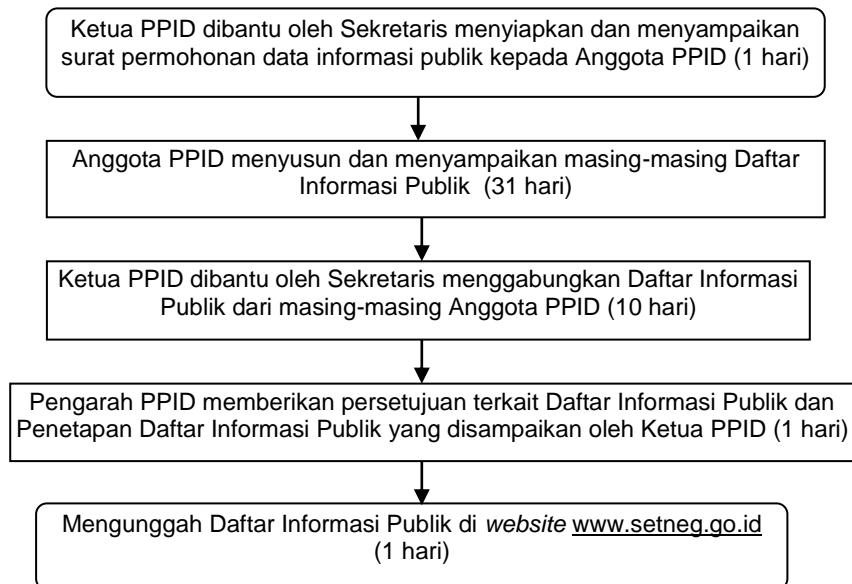 Ketua PPID dibantu oleh Sekretaris menyiapkan dan menyampaikan
surat permohonan data informasi publik kepada Anggota PPID (1 hari)
Anggota PPID menyusun dan menyampaikan masing-masing Daftar
Informasi Publik (31 hari)
Ketua PPID dibantu oleh Sekretaris menggabungkan Daftar Informasi
Publik dari masing-masing Anggota PPID (10 hari)
Pengarah PPID memberikan persetujuan terkait Daftar Informasi Publik dan
Penetapan Daftar Informasi Publik yang disampaikan oleh Ketua PPID (1 hari)
Mengunggah Daftar Informasi Publik di website www.setneg.go.id
(1 hari)